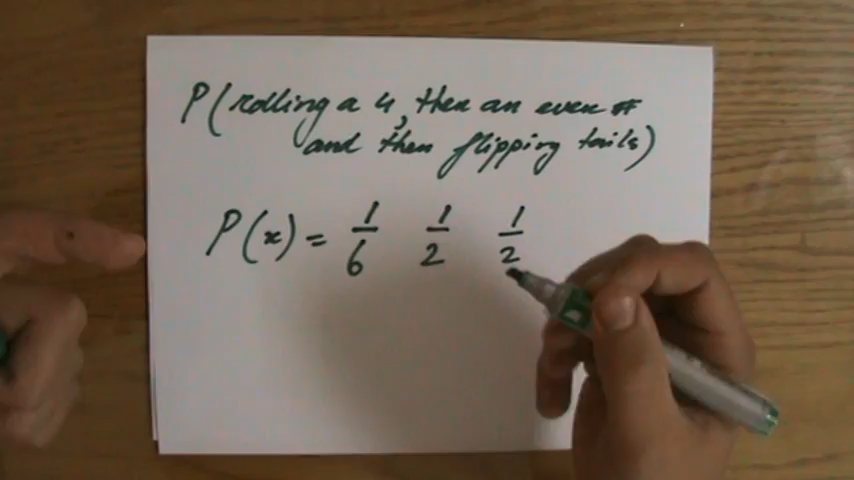 P(rolling a 4, then an even #
and then flipping tails)
P(x) = 1/6 1/2 1/2